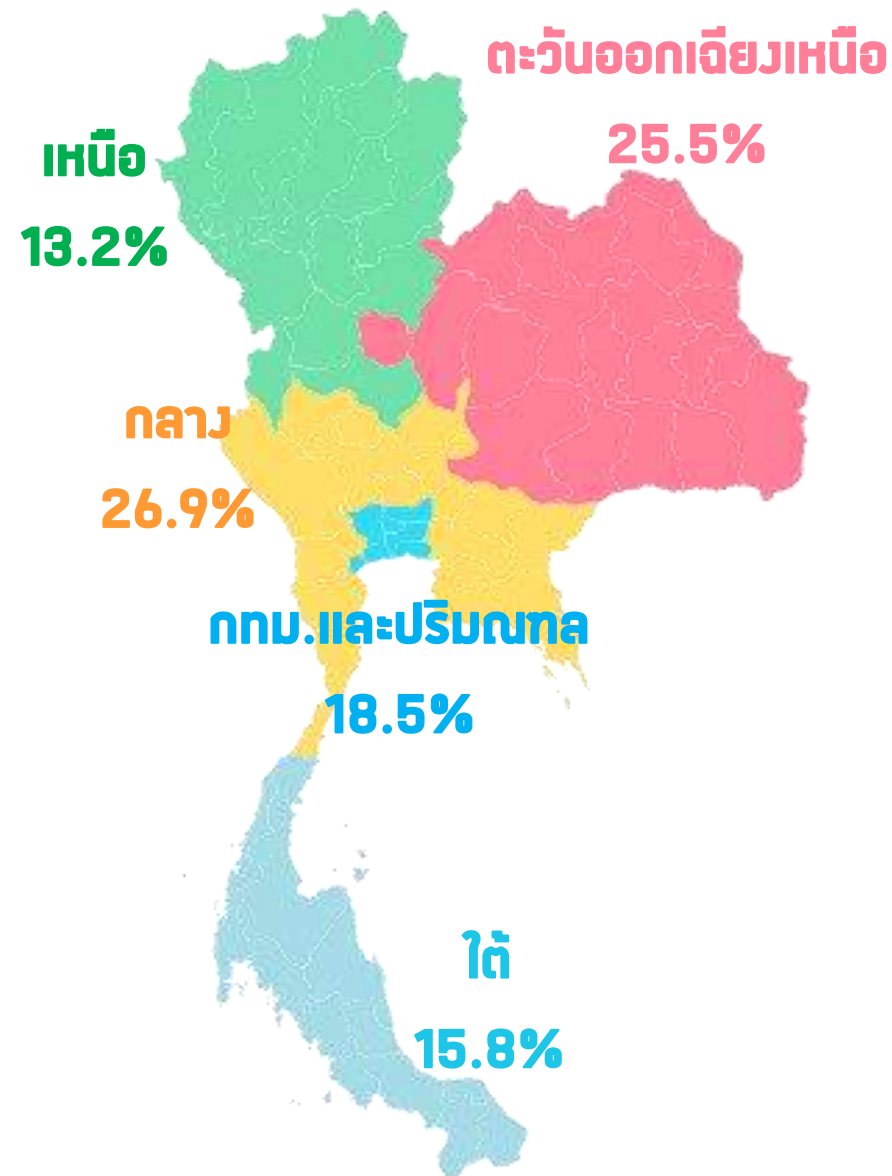 ตะวันออกเฉียงเหนือ
25.5%
เหนือ
13.2%
กลาง
26.9%
กทม.และปริมณฑล
18.5%
ใต้
15.8%